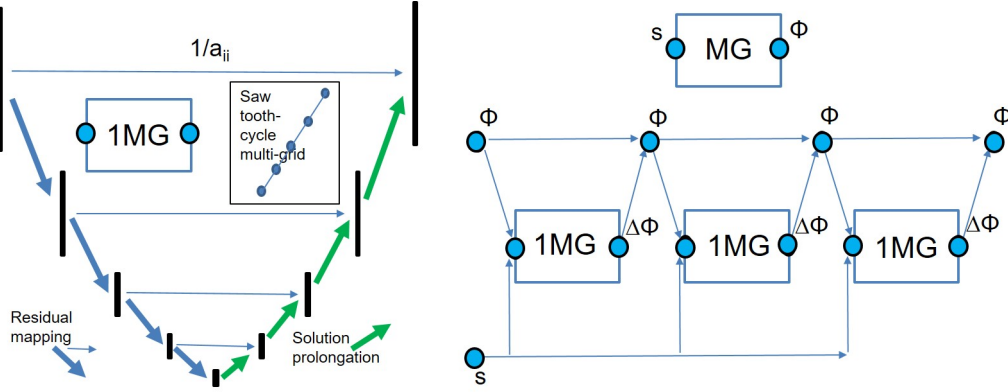 1/aii
1MG
Saw
tooth-
cycle
multi-grid
Residual
mapping
Solution
prolongation
s
MG
Φ
Φ
Φ
Φ
Φ
1MG
ΔΦ
1MG
ΔΦ
1MG
ΔΦ
s